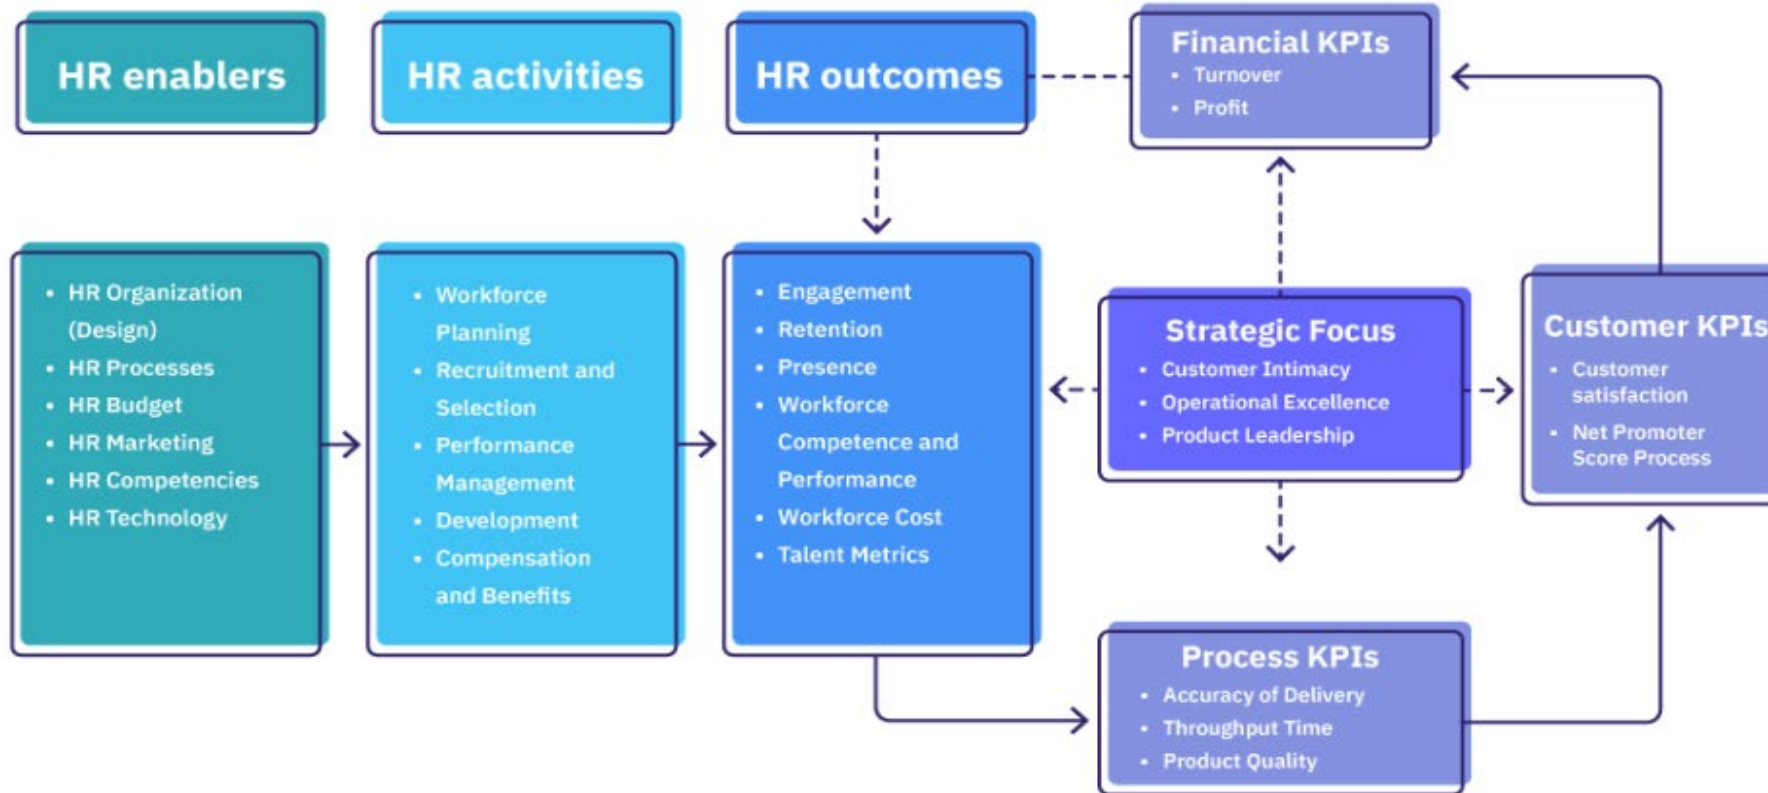 HR enablers
HR activities
HR outcomes
Financial KPIs
• Turnover
• Profit
• HR Organization
(Design)
• HR Processes
• HR Budget
• HR Marketing
• HR Competencies
• HR Technology
• Workforce
Planning
• Recruitment and
Selection
• Performance
Management
• Development
• Compensation
and Benefits
• Engagement
• Retention
• Presence
• Workforce
Competence and
Performance
• Workforce Cost
• Talent Metrics
Strategic Focus
• Customer Intimacy
• Operational Excellence
• Product Leadership
Customer KPIs
• Customer
satisfaction
• Net Promoter
Score Process
Process KPIs
• Accuracy of Delivery
• Throughput Time
• Product Quality